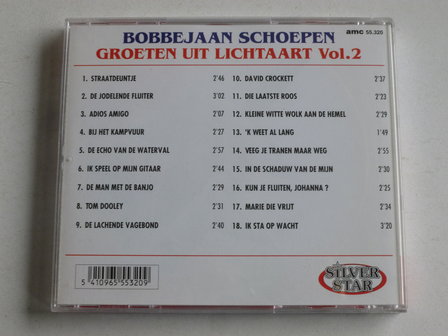 amc 55.320
BOBBEJAAN SCHOEPEN
GROETEN UIT LICHTAART Vol.2
1. STRAATDEUNTJE 2'46
2. DE JODELENDE FLUITER 3'02
3. ADIOS AMIGO 2'07
4. BIJ HET KAMPVUUR 2'27
5. DE ECHO VAN DE WATERVAL 2'57
6. IK SPEEL OP MIJN GITAAR 2'44
7. DE MAN MET DE BANJO 2'29
8. TOM DOOLEY 2'31
9. DE LACHENDE VAGEBOND 2'40
10. DAVID CROCKETT 2'37
11. DIE LAATSTE ROOS 2'23
12. KLEINE WITTE WOLK AAN DE HEMEL 2'29
13. 'K WEET AL LANG 1'49
14. VEEG JE TRANEN MAAR WEG 2'55
15. IN DE SCHADUW VAN DE MIJN 2'30
16. KUN JE FLUITEN, JOHANNA ? 2'25
17. MARIE DIE VRIJT 2'34
18. IK STA OP WACHT 3'20
5 410965 553209
SILVER
STAR